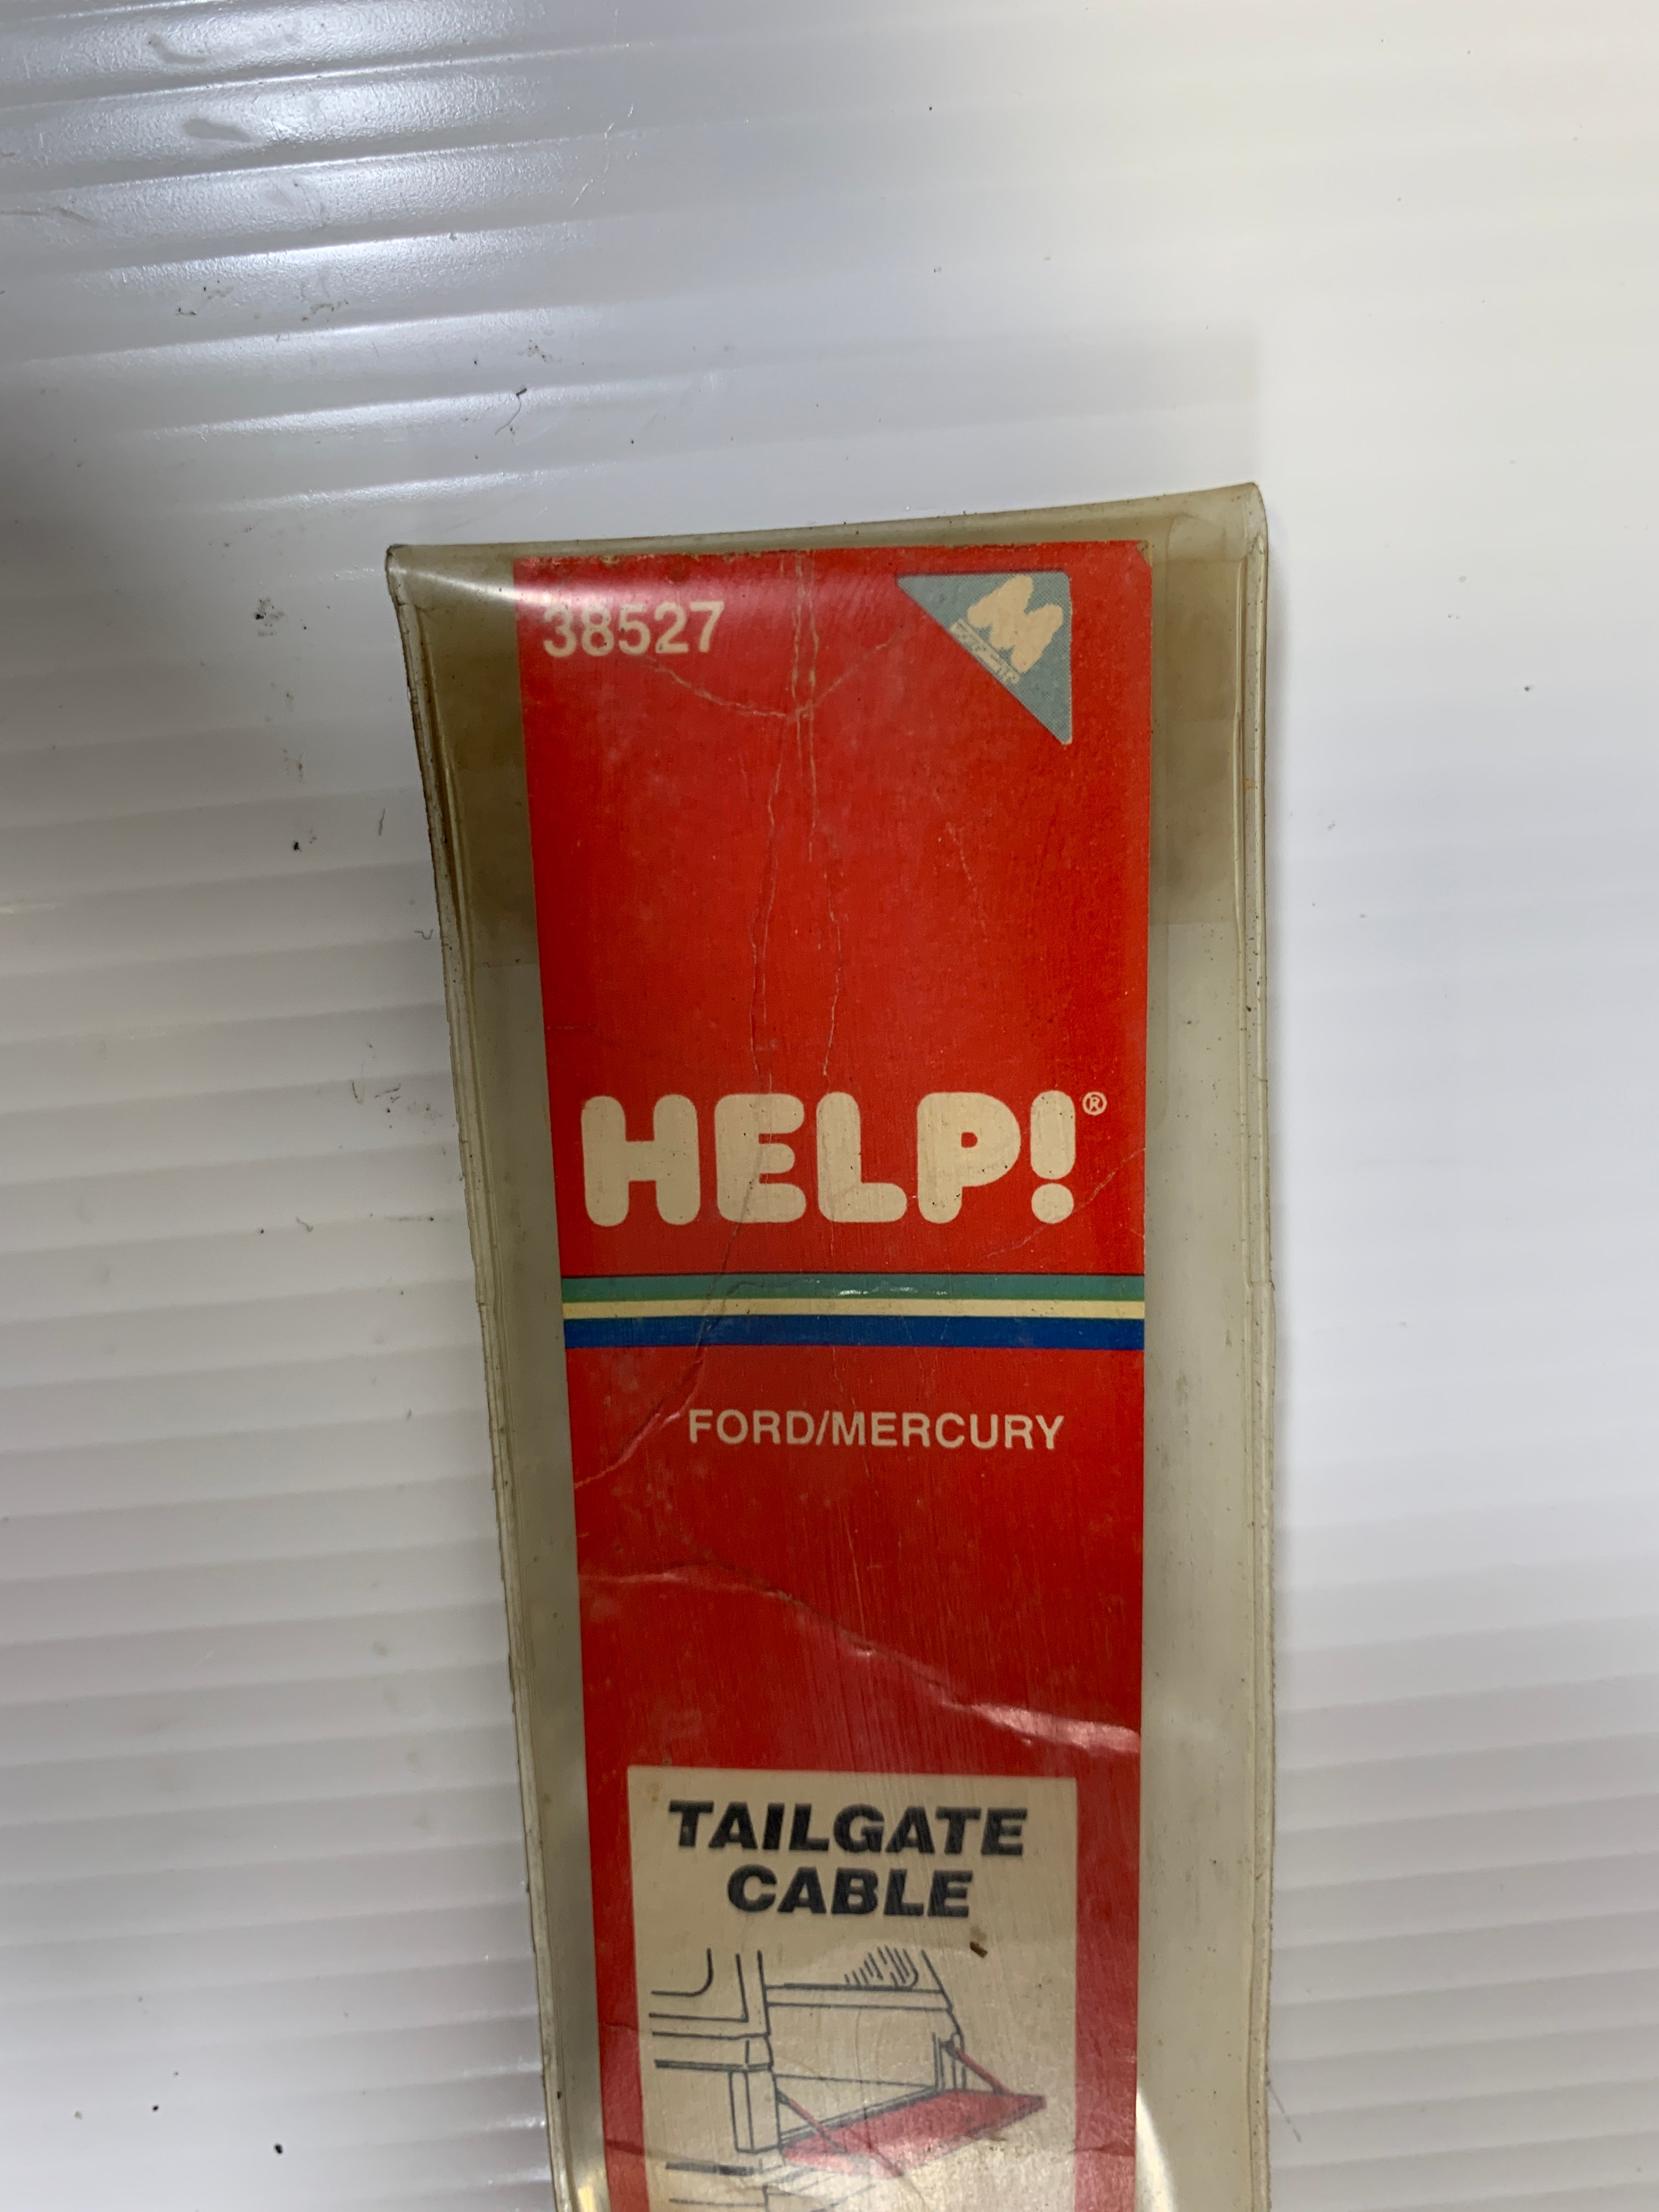 38527
M
HELP!®
FORD/MERCURY
TAILGATE
CABLE